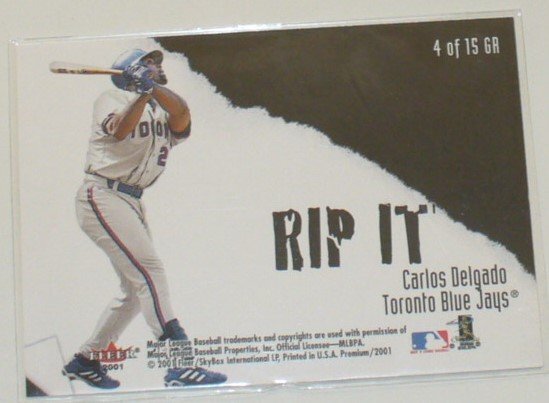 4 of 15 GR
TORON
2
RIP IT
Carlos Delgado
Toronto Blue Jays®
Major League Baseball trademarks and copyrights are used with permission of
Major League Baseball Properties, Inc. Official Licensee—MLBPA.
© 2001 Fleer/SkyBox International LP, Printed in U.S.A. Premium/2001
FLEER
2001